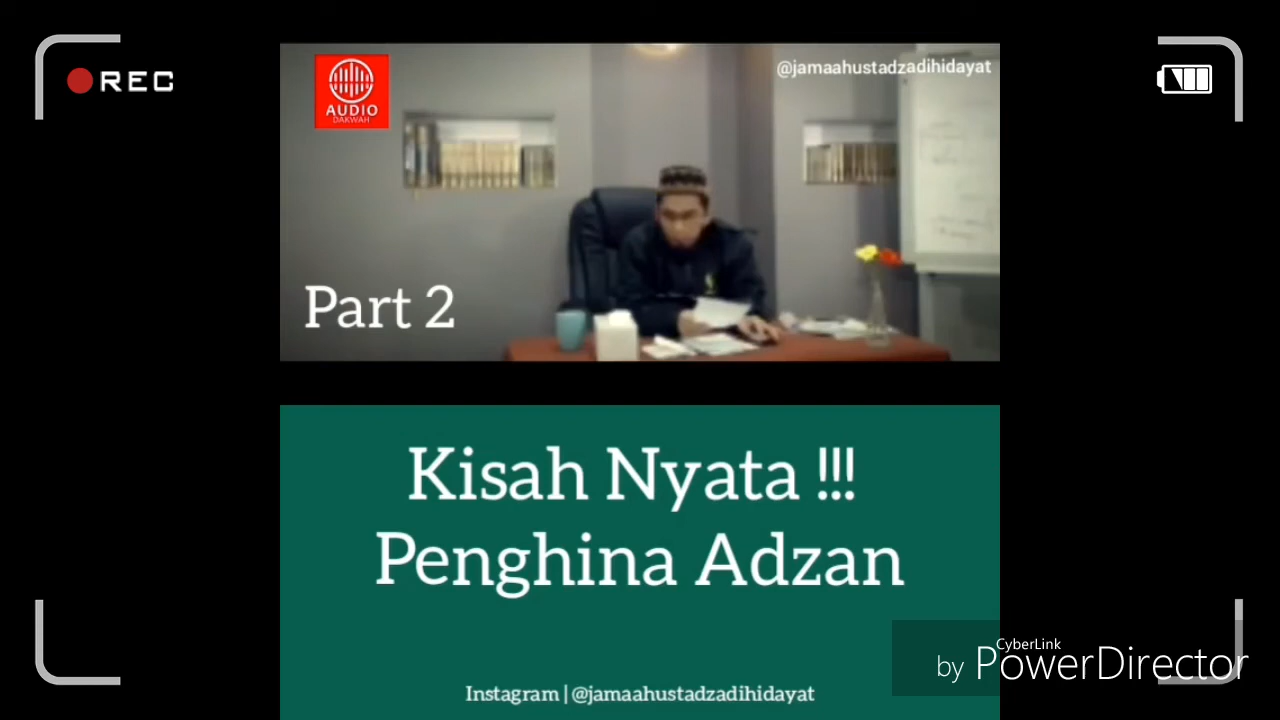 REC
@jamaahustadzadihidayat
AUDIO
DAKWAH
Part 2
Kisah Nyata !!!
Penghina Adzan
CyberLink
by PowerDirector
Instagram | @jamaahustadzadihidayat